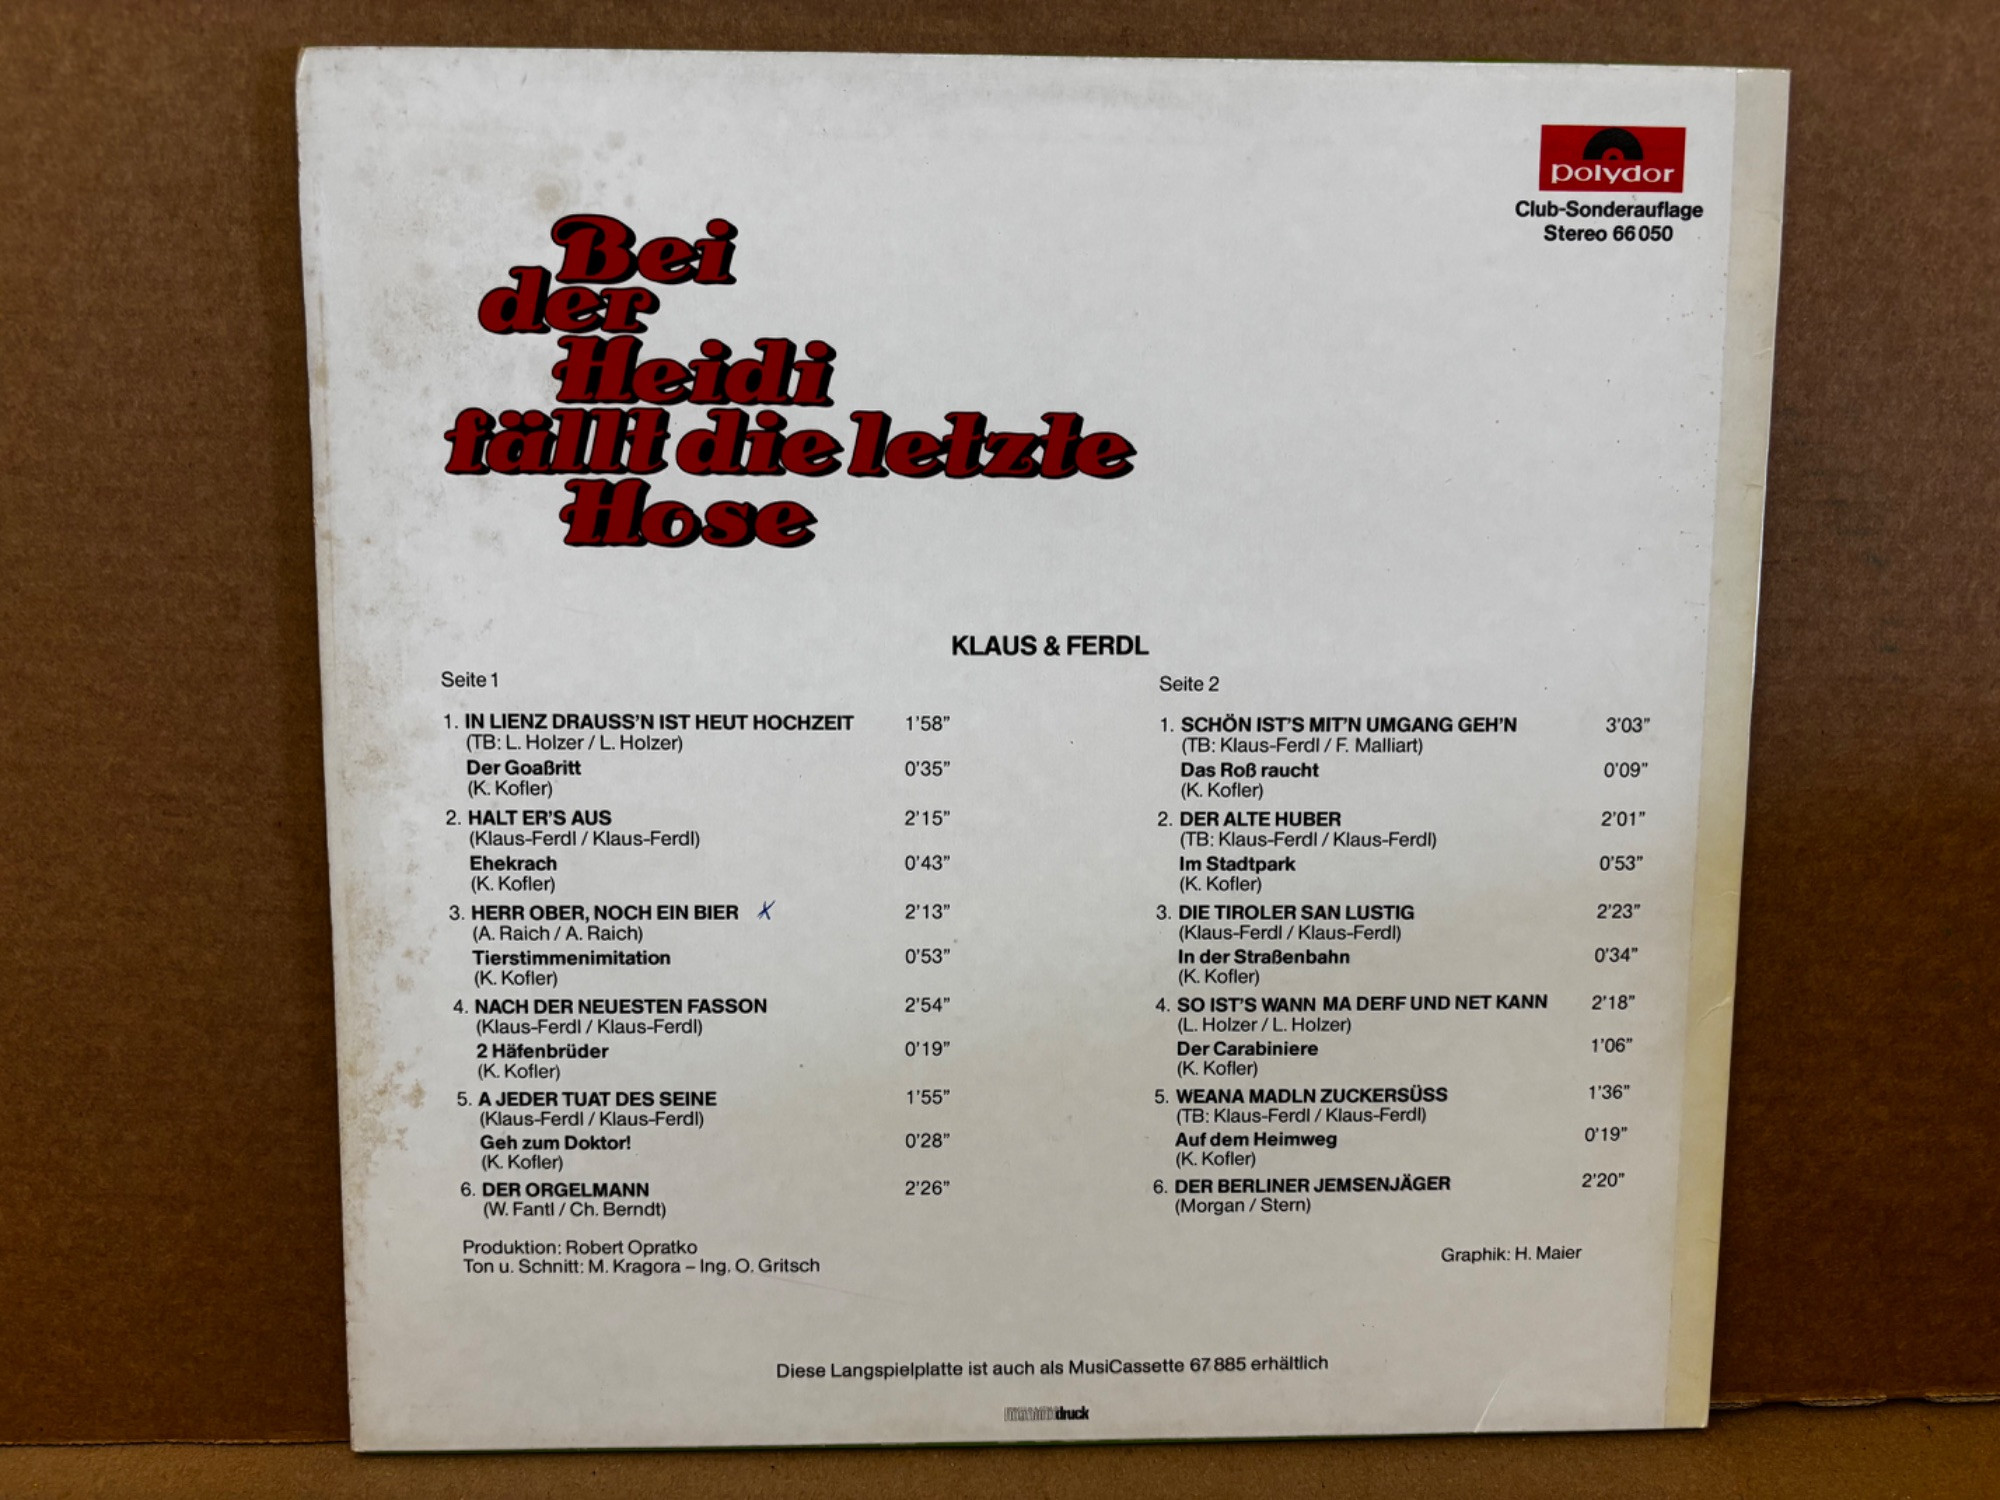 polydor
Club-Sonderauflage
Stereo 66 050
Bei
der
Heidi
fällt die letzte
Hose
KLAUS & FERDL
Seite 1
1. IN LIENZ DRAUSS'N IST HEUT HOCHZEIT 1'58"
(TB: L. Holzer / L. Holzer)
Der Goaßritt 0'35"
(K. Kofler)
2. HALT ER'S AUS 2'15"
(Klaus-Ferdl / Klaus-Ferdl)
Ehekrach 0'43"
(K. Kofler)
3. HERR OBER, NOCH EIN BIER 2'13"
(A. Raich / A. Raich)
Tierstimmenimitation 0'53"
(K. Kofler)
4. NACH DER NEUESTEN FASSON 2'54"
(Klaus-Ferdl / Klaus-Ferdl)
2 Häfenbrüder 0'19"
(K. Kofler)
5. A JEDER TUAT DES SEINE 1'55"
(Klaus-Ferdl / Klaus-Ferdl)
Geh zum Doktor! 0'28"
(K. Kofler)
6. DER ORGELMANN 2'26"
(W. Fantl / Ch. Berndt)
Produktion: Robert Opratko
Ton u. Schnitt: M. Kragora – Ing. O. Gritsch
Seite 2
1. SCHÖN IST'S MIT'N UMGANG GEH'N 3'03"
(TB: Klaus-Ferdl / F. Malliart)
Das Roß raucht 0'09"
(K. Kofler)
2. DER ALTE HUBER 2'01"
(TB: Klaus-Ferdl / Klaus-Ferdl)
Im Stadtpark 0'53"
(K. Kofler)
3. DIE TIROLER SAN LUSTIG 2'23"
(Klaus-Ferdl / Klaus-Ferdl)
In der Straßenbahn 0'34"
(K. Kofler)
4. SO IST'S WANN MA DERF UND NET KANN 2'18"
(L. Holzer / L. Holzer)
Der Carabiniere 1'06"
(K. Kofler)
5. WEANA MADLN ZUCKERSÜSS 1'36"
(TB: Klaus-Ferdl / Klaus-Ferdl)
Auf dem Heimweg 0'19"
(K. Kofler)
6. DER BERLINER JEMSENJÄGER 2'20"
(Morgan / Stern)
Graphik: H. Maier
Diese Langspielplatte ist auch als MusiCassette 67 885 erhältlich
druck